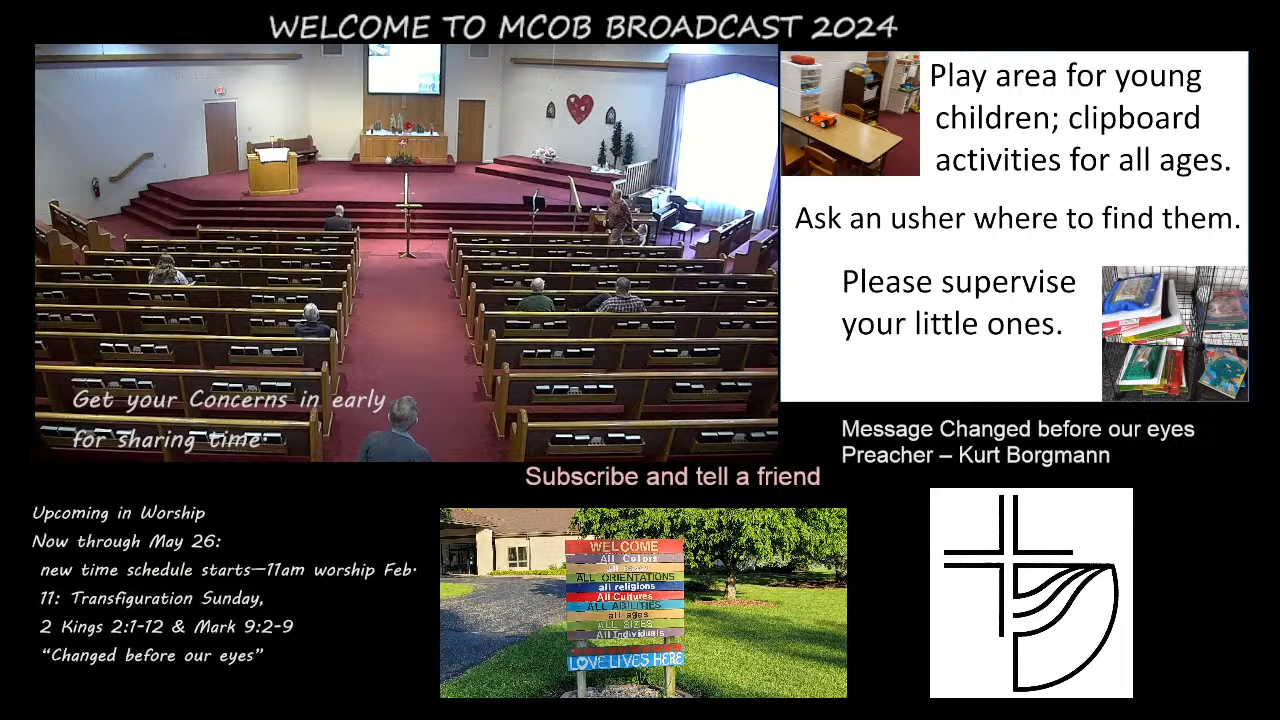 WELCOME TO MCOB BROADCAST 2024
Play area for young
children; clipboard
activities for all ages.
Ask an usher where to find them.
Please supervise
your little ones.
Get your Concerns in early
for sharing time.
Message Changed before our eyes
Preacher – Kurt Borgmann
Subscribe and tell a friend
Upcoming in Worship
Now through May 26:
new time schedule starts—11am worship Feb.
11: Transfiguration Sunday,
2 Kings 2:1-12 & Mark 9:2-9
“Changed before our eyes”
WELCOME
All Colors
ALL ORIENTATIONS
all religions
All Cultures
ALL ABILITIES
all ages
ALL SIZES
All Individuals
LOVE LIVES HERE